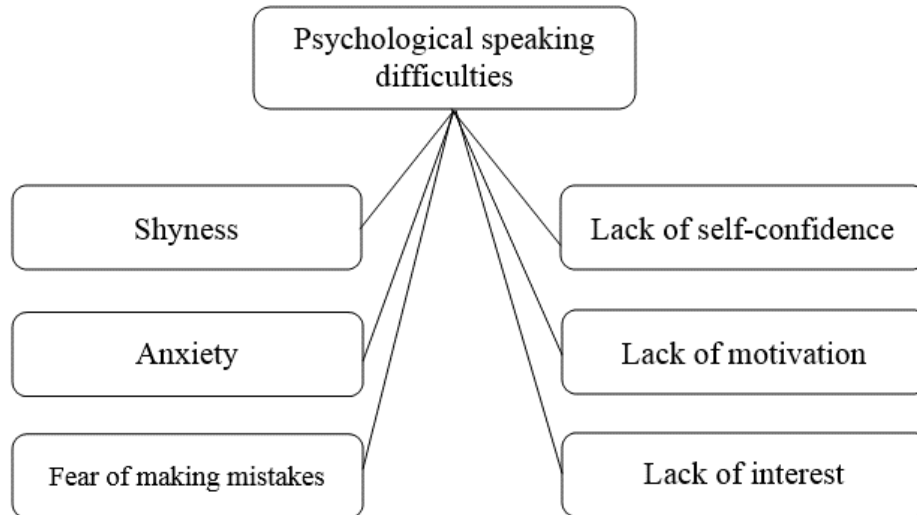 Psychological speaking
difficulties
Shyness
Lack of self-confidence
Anxiety
Lack of motivation
Fear of making mistakes
Lack of interest